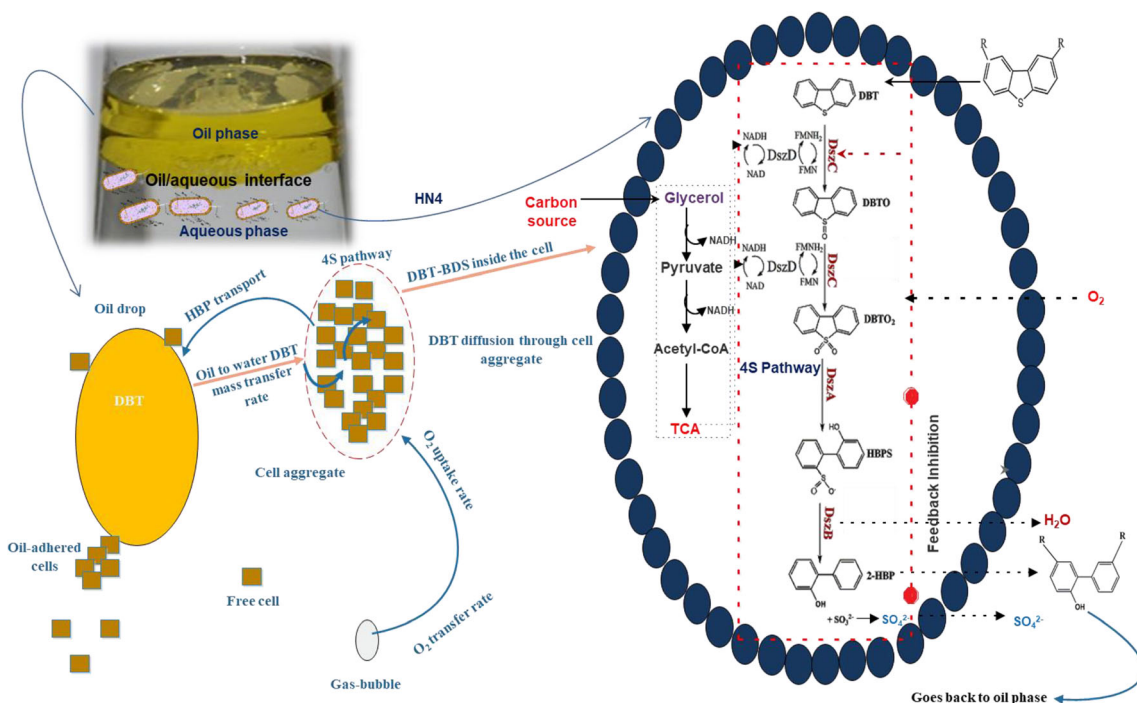 Oil phase
Oil/aqueous interface
Aqueous phase
HN4
Carbon
source
4S pathway
DBT-BDS inside the cell
HBP transport
Oil drop
DBT diffusion through cell
aggregate
Oil to water DBT
mass transfer
rate
DBT
Cell aggregate
O₂ uptake rate
O₂ transfer rate
Oil-adhered
cells
Free cell
Gas-bubble
Glycerol
NADH
Pyruvate
NADH
Acetyl-CoA
TCA
R
R
S
S
DBT
NADH
NAD
DszD
FMNH₂
FMN
DszC
S
O
DBTO
NADH
NAD
DszD
FMNH₂
FMN
DszC
O₂
S
O
O
DBTO₂
4S Pathway
DszA
HO
S
O
O⁻
HBPS
Feedback Inhibition
DszB
H₂O
OH
2-HBP
R
R
OH
+ SO₃²⁻
SO₄²⁻
SO₄²⁻
Goes back to oil phase